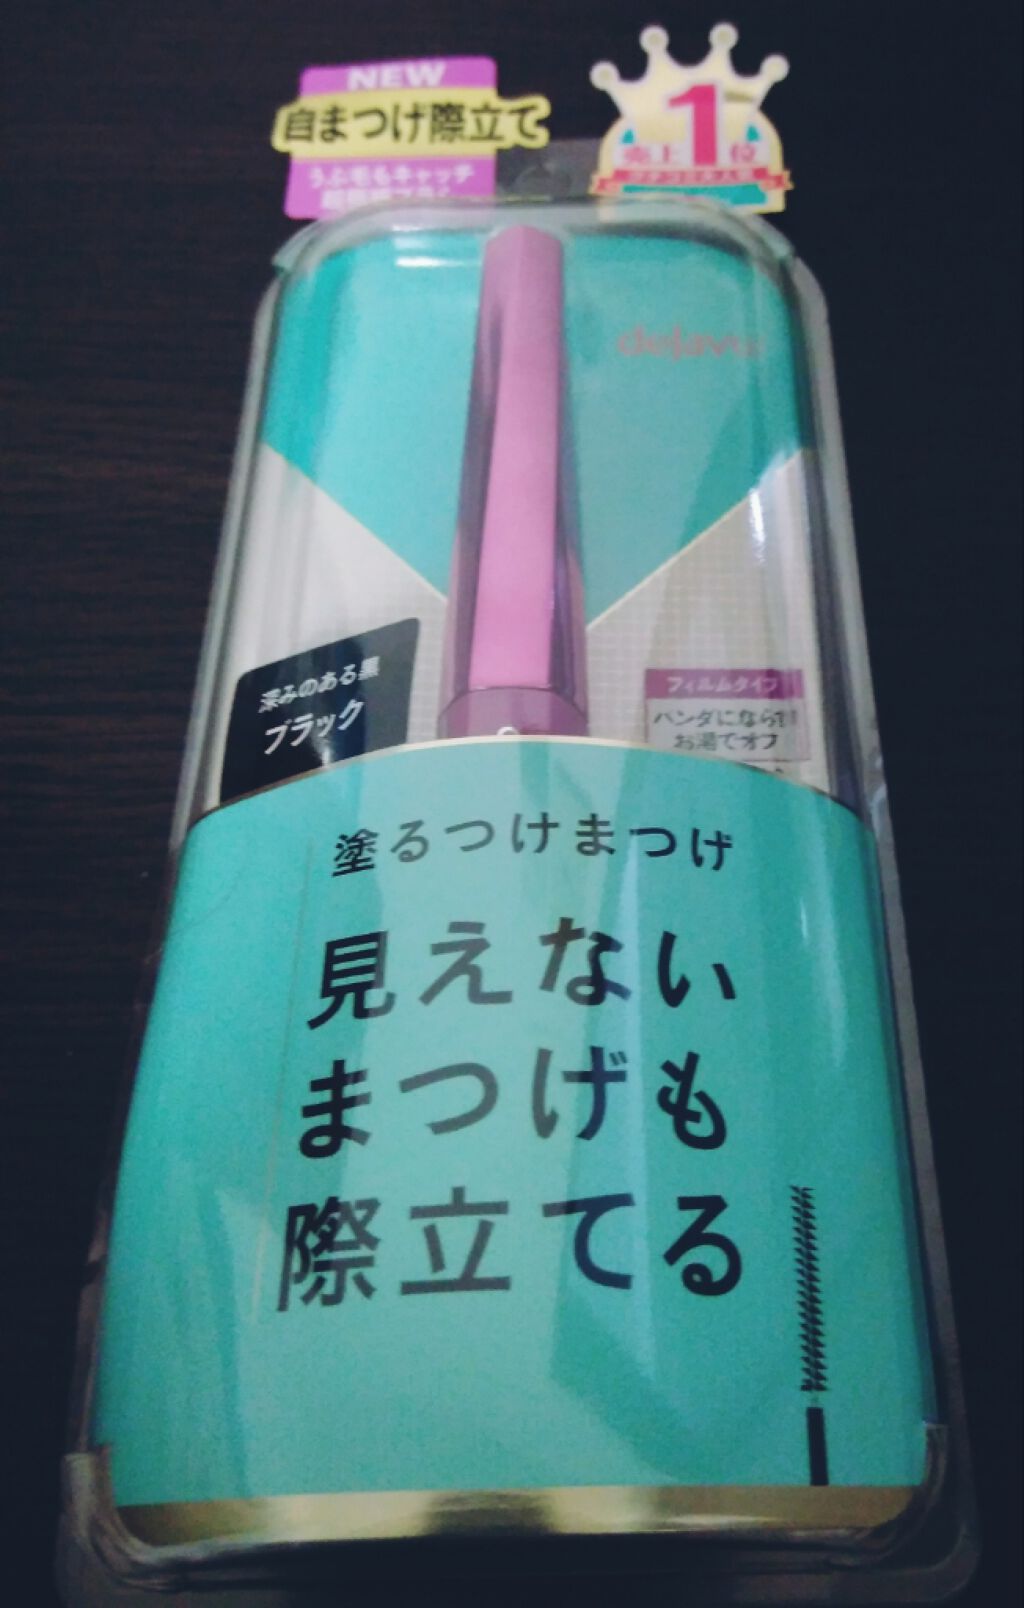 NEW
自まつげ際立て
うぶ毛もキャッチ
1
売上 位
dejavu
深みのある黒
ブラック
フィルムタイプ
パンダにならず
お湯でオフ
塗るつけまつげ
見えない
まつげも
際立てる